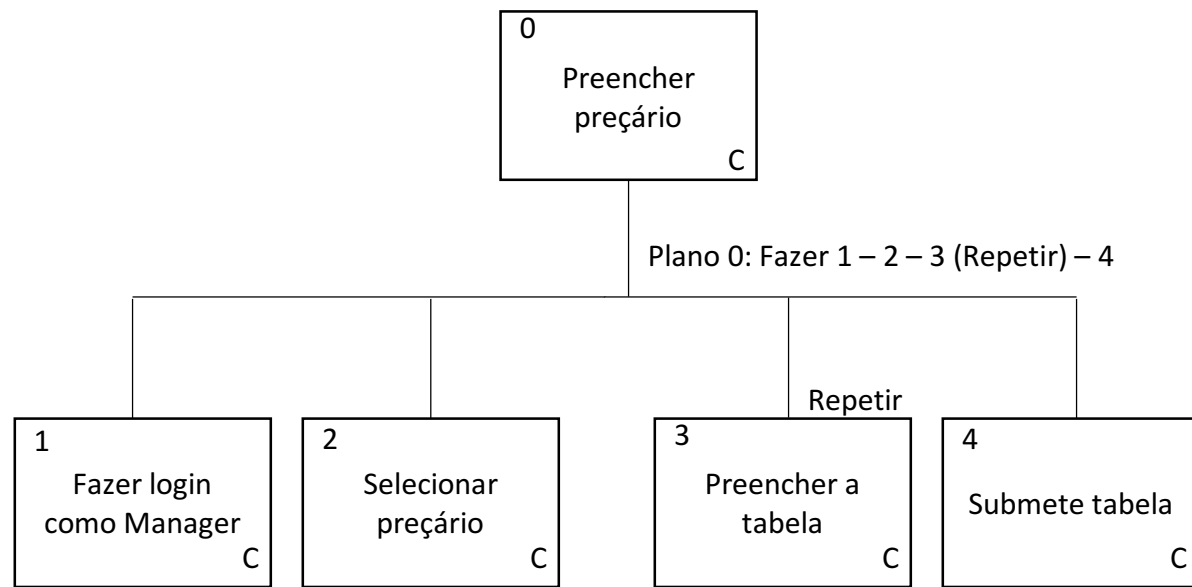 0
Preencher
preçário
C
Plano 0: Fazer 1 – 2 – 3 (Repetir) – 4
1
Fazer login
como Manager
C
2
Selecionar
preçário
C
Repetir
3
Preencher a
tabela
C
4
Submete tabela
C